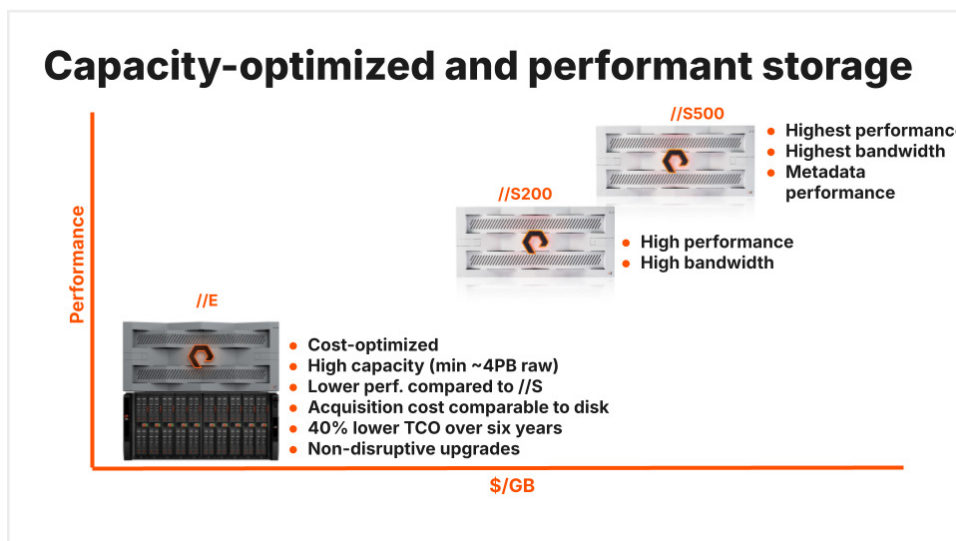 Capacity-optimized and performant storage
//S500
Highest performance
Highest bandwidth
Metadata
performance
//S200
High performance
High bandwidth
Performance
//E
Cost-optimized
High capacity (min ~4PB raw)
Lower perf. compared to //S
Acquisition cost comparable to disk
40% lower TCO over six years
Non-disruptive upgrades
$/GB